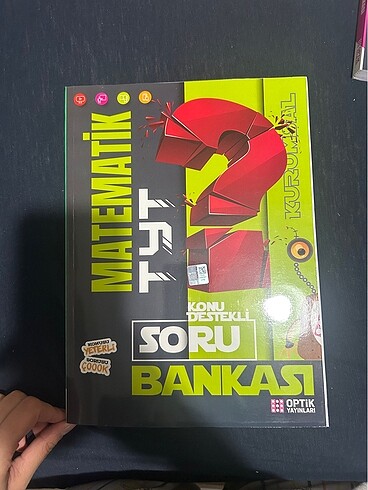 MATEMATİK
TYT
KURUMSAL
KONU
DESTEKLİ
SORU
BANKASI
KONUSU
YETERLİ
SORUSU
ÇOOOK
OPTİK
YAYINLARI